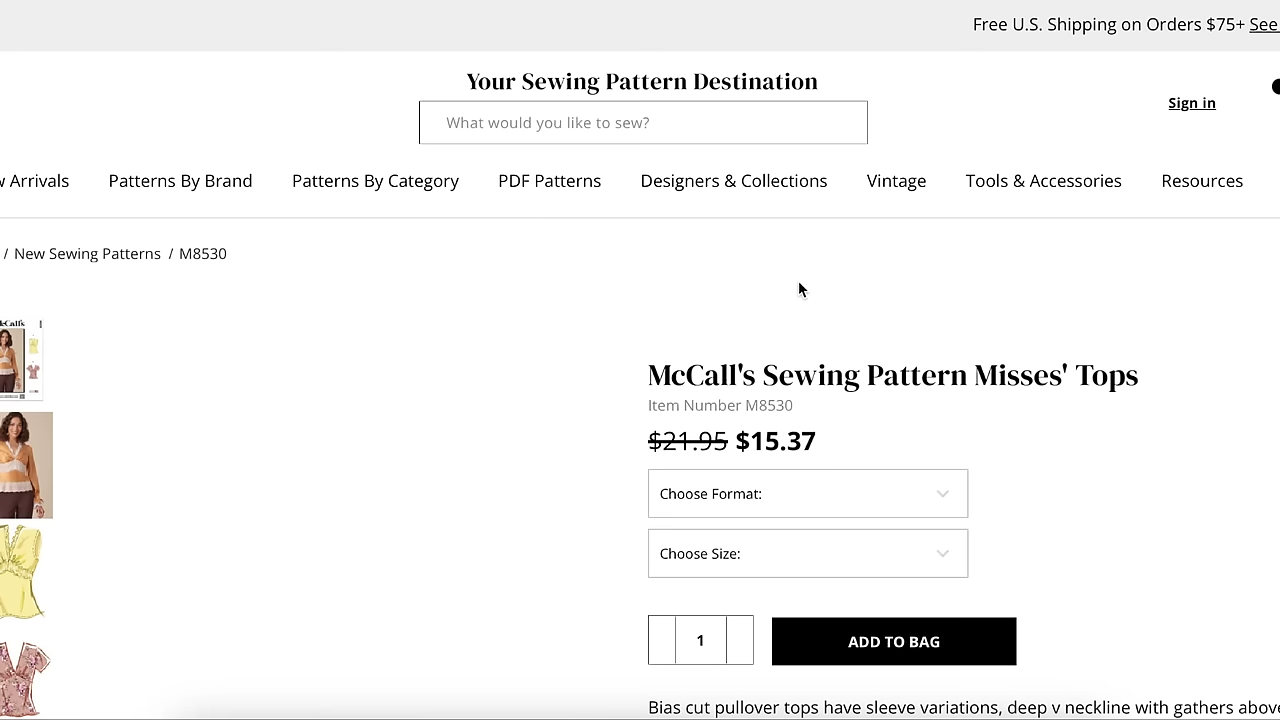 Free U.S. Shipping on Orders $75+ See
Your Sewing Pattern Destination
What would you like to sew?
Sign in
Arrivals
Patterns By Brand
Patterns By Category
PDF Patterns
Designers & Collections
Vintage
Tools & Accessories
Resources
/ New Sewing Patterns / M8530
McCall's Sewing Pattern Misses' Tops
Item Number M8530
$21.95 $15.37
Choose Format:
Choose Size:
1
ADD TO BAG
Bias cut pullover tops have sleeve variations, deep v neckline with gathers above